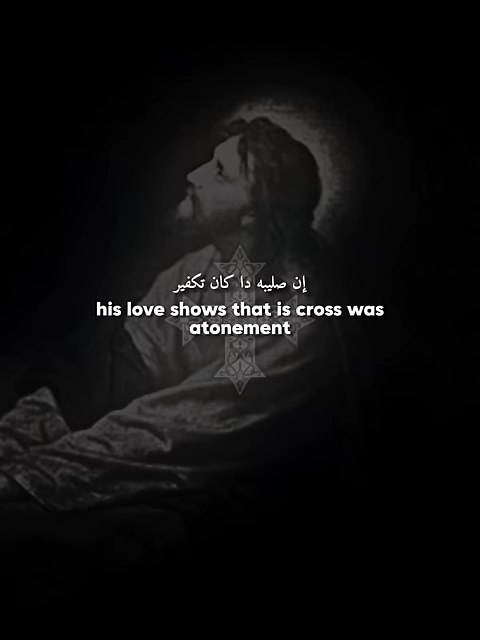 إن صليبه دا كان تكفير
his love shows that is cross was
atonement